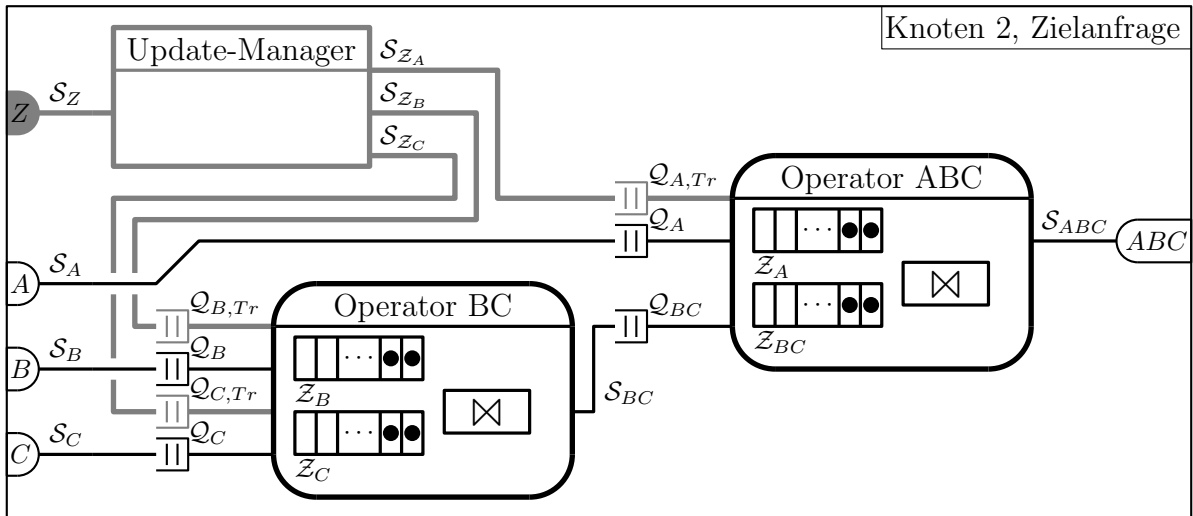 Knoten 2, Zielanfrage
Update-Manager
S_{Z_A}
Z
S_Z
S_{Z_B}
S_{Z_C}
Q_{A,Tr}
Operator ABC
Q_A
...
Z_A
S_{ABC}
ABC
A
S_A
⋈
Q_{B,Tr}
Operator BC
Q_{BC}
...
Z_{BC}
B
S_B
Q_B
...
Z_B
Q_{C,Tr}
⋈
S_{BC}
C
S_C
Q_C
...
Z_C